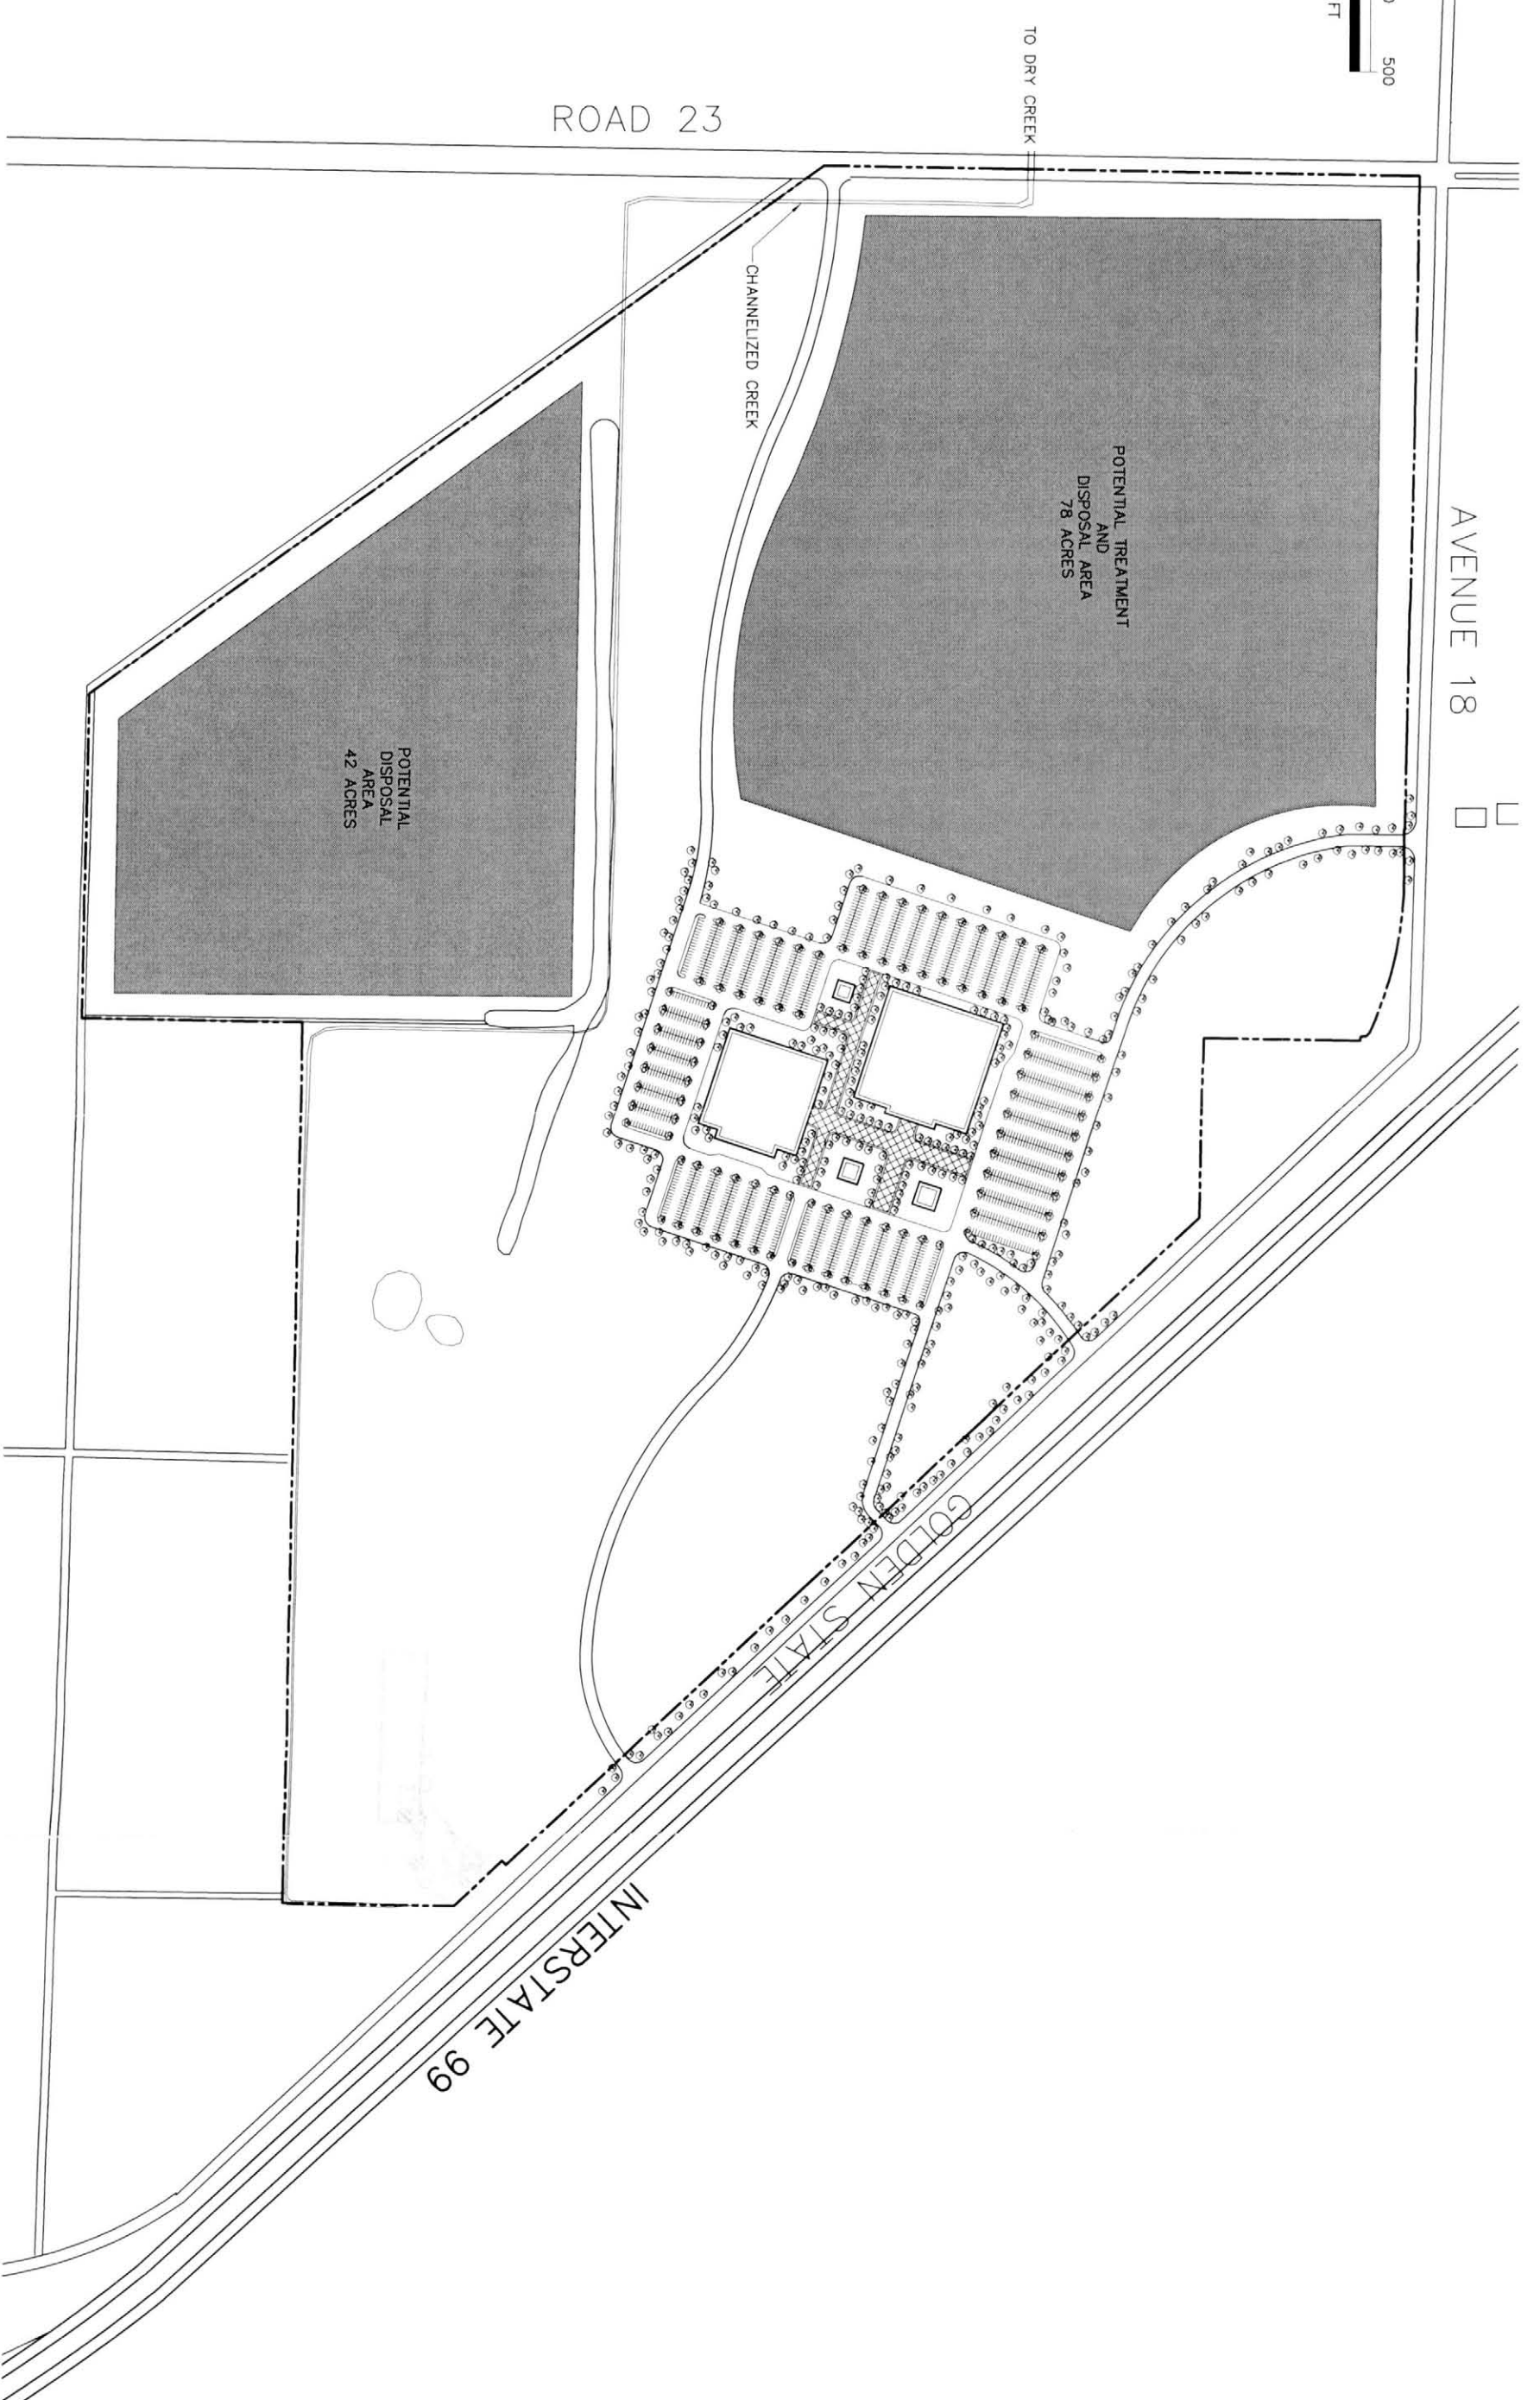 500
FT
TO DRY CREEK
ROAD 23
AVENUE 18
CHANNELIZED CREEK
POTENTIAL TREATMENT
AND
DISPOSAL AREA
78 ACRES
POTENTIAL
DISPOSAL
AREA
42 ACRES
GOLDEN STATE
INTERSTATE 99